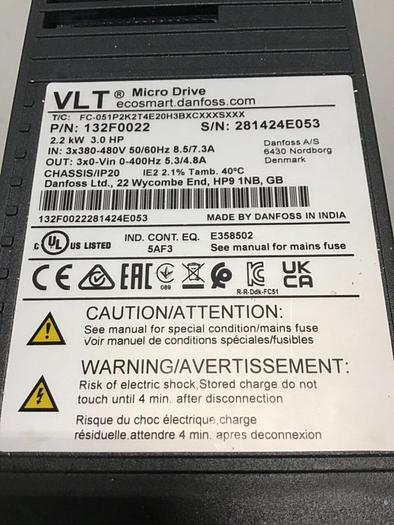 VLT ® Micro Drive
ecosmart.danfoss.com
T/C: FC-051P2K2T4E20H3BXCXXXSXXX
P/N: 132F0022 S/N: 281424E053
2.2 kW 3.0 HP
IN: 3x380-480V 50/60Hz 8.5/7.3A
OUT: 3x0-Vin 0-400Hz 5.3/4.8A
Danfoss A/S
6430 Nordborg
Denmark
CHASSIS/IP20 IE2 2.1% Tamb. 40°C
Danfoss Ltd., 22 Wycombe End, HP9 1NB, GB
132F0022281424E053 MADE BY DANFOSS IN INDIA
c UL US LISTED
IND. CONT. EQ.
5AF3
E358502
See manual for mains fuse
CE EAC 089 UK CA
R-R-Ddk-FC51
CAUTION/ATTENTION:
See manual for special condition/mains fuse
Voir manuel de conditions spéciales/fusibles
WARNING/AVERTISSEMENT:
Risk of electric shock,Stored charge do not
touch until 4 min. after disconnection
Risque du choc électrique,charge
résiduelle,attendre 4 min. apres deconnexion